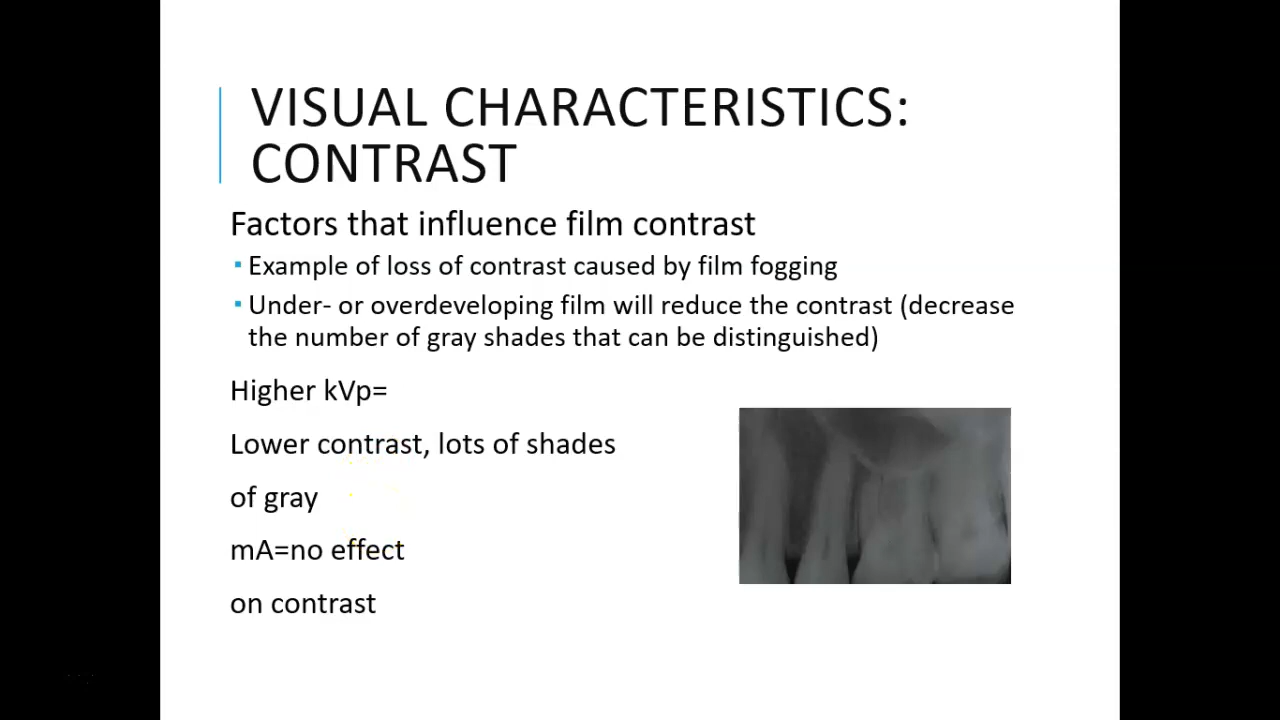 VISUAL CHARACTERISTICS:
CONTRAST
Factors that influence film contrast
▪ Example of loss of contrast caused by film fogging
▪ Under- or overdeveloping film will reduce the contrast (decrease
the number of gray shades that can be distinguished)
Higher kVp=
Lower contrast, lots of shades
of gray
mA=no effect
on contrast